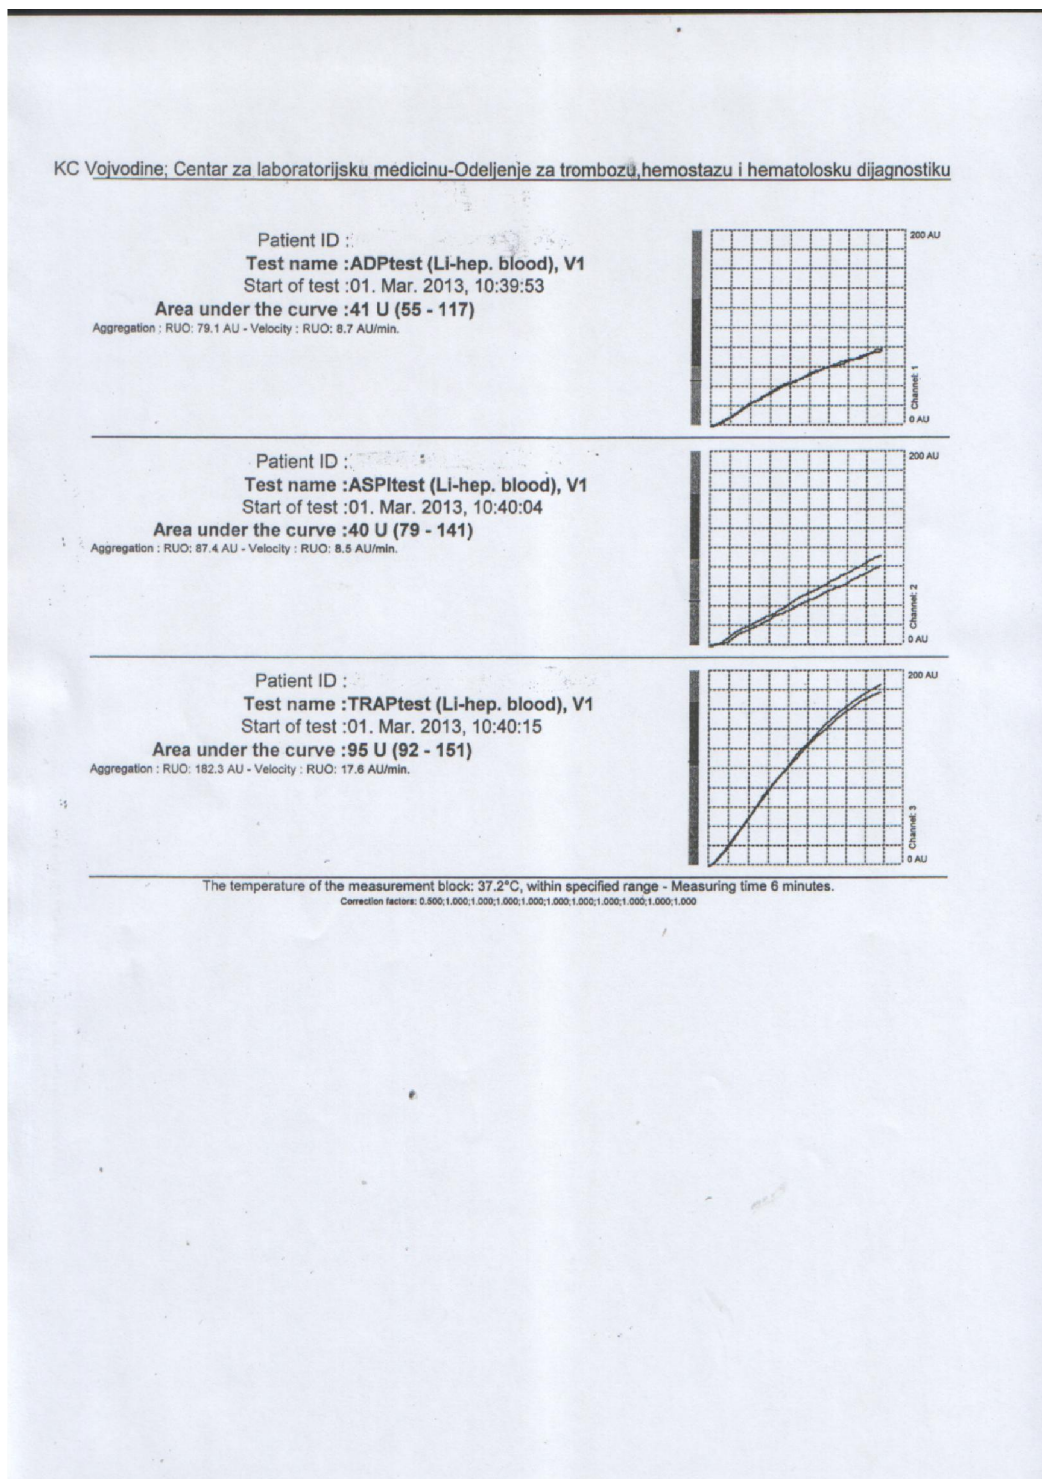 KC Vojvodine; Centar za laboratorijsku medicinu-Odeljenje za trombozu,hemostazu i hematolosku dijagnostiku
Patient ID :
Test name :ADPtest (Li-hep. blood), V1
Start of test :01. Mar. 2013, 10:39:53
Area under the curve :41 U (55 - 117)
Aggregation : RUO: 79.1 AU - Velocity : RUO: 8.7 AU/min.
200 AU
Channel: 1
0 AU
Patient ID :
Test name :ASPItest (Li-hep. blood), V1
Start of test :01. Mar. 2013, 10:40:04
Area under the curve :40 U (79 - 141)
Aggregation : RUO: 87.4 AU - Velocity : RUO: 8.5 AU/min.
200 AU
Channel: 2
0 AU
Patient ID :
Test name :TRAPtest (Li-hep. blood), V1
Start of test :01. Mar. 2013, 10:40:15
Area under the curve :95 U (92 - 151)
Aggregation : RUO: 182.3 AU - Velocity : RUO: 17.6 AU/min.
200 AU
Channel: 3
0 AU
The temperature of the measurement block: 37.2°C, within specified range - Measuring time 6 minutes.
Correction factors: 0.500;1.000;1.000;1.000;1.000;1.000;1.000;1.000;1.000;1.000;1.000